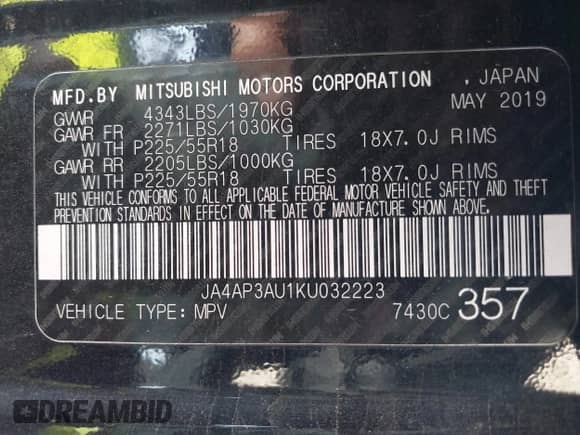 MFD.BY MITSUBISHI MOTORS CORPORATION , JAPAN
GVWR 4343LBS/1970KG MAY 2019
GAWR FR 2271LBS/1030KG
WITH P225/55R18 TIRES 18X7.0J RIMS
GAWR RR 2205LBS/1000KG
WITH P225/55R18 TIRES 18X7.0J RIMS
THIS VEHICLE CONFORMS TO ALL APPLICABLE FEDERAL MOTOR VEHICLE SAFETY AND THEFT
PREVENTION STANDARDS IN EFFECT ON THE DATE OF MANUFACTURE SHOWN ABOVE.
JA4AP3AU1KU032223
VEHICLE TYPE: MPV 7430C 357
DREAMBID